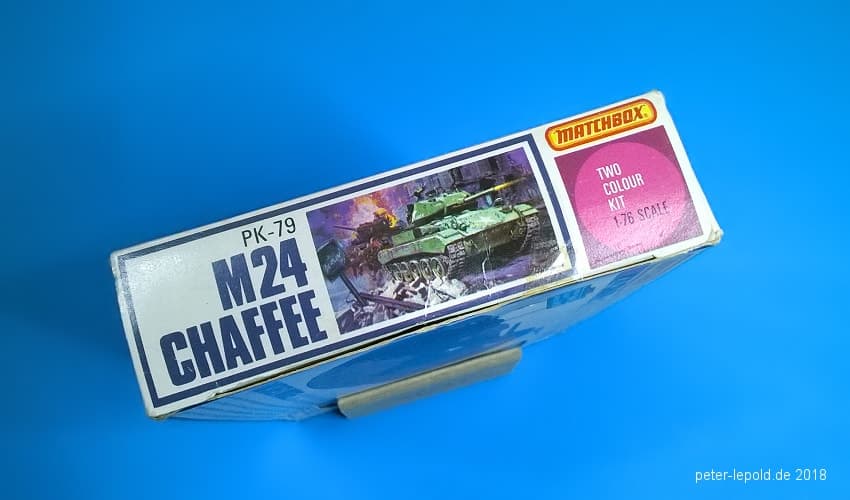 PK-79
M24
CHAFFEE
MATCHBOX
TWO
COLOUR
KIT
1:76 SCALE
peter-lepold.de 2018